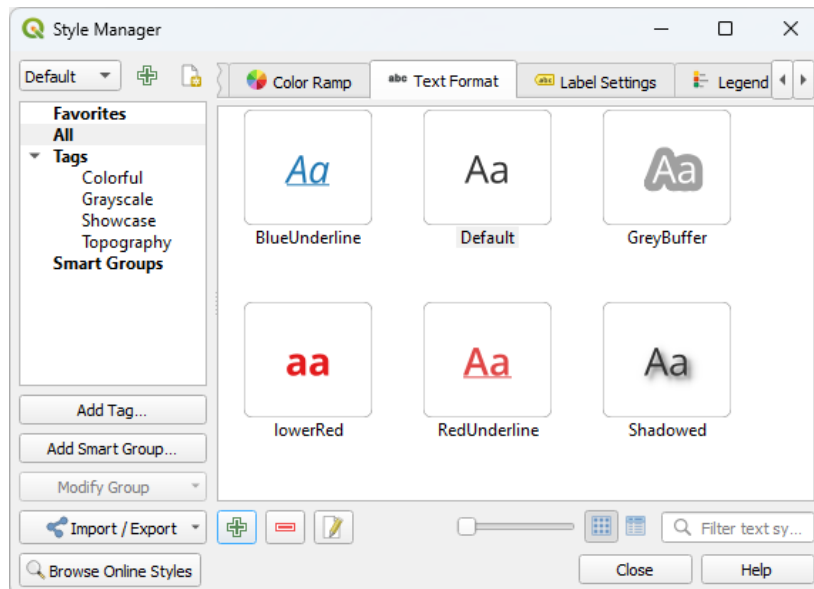 Style Manager
Default
Color Ramp
abc Text Format
abc Label Settings
Legend
Favorites
All
Tags
Colorful
Grayscale
Showcase
Topography
Smart Groups
Aa
Aa
Aa
BlueUnderline
Default
GreyBuffer
aa
Aa
Aa
lowerRed
RedUnderline
Shadowed
Add Tag...
Add Smart Group...
Modify Group
Import / Export
Filter text sy...
Browse Online Styles
Close
Help